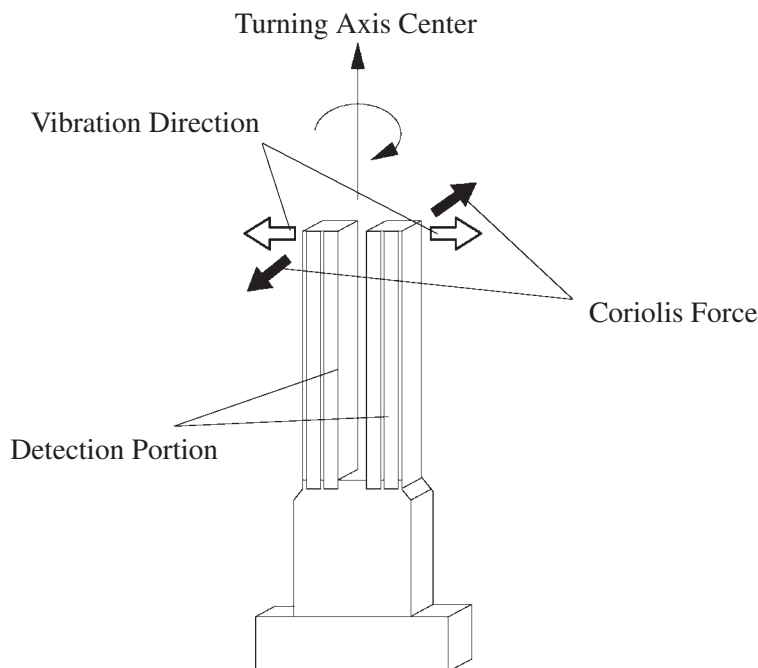 Turning Axis Center
Vibration Direction
Coriolis Force
Detection Portion